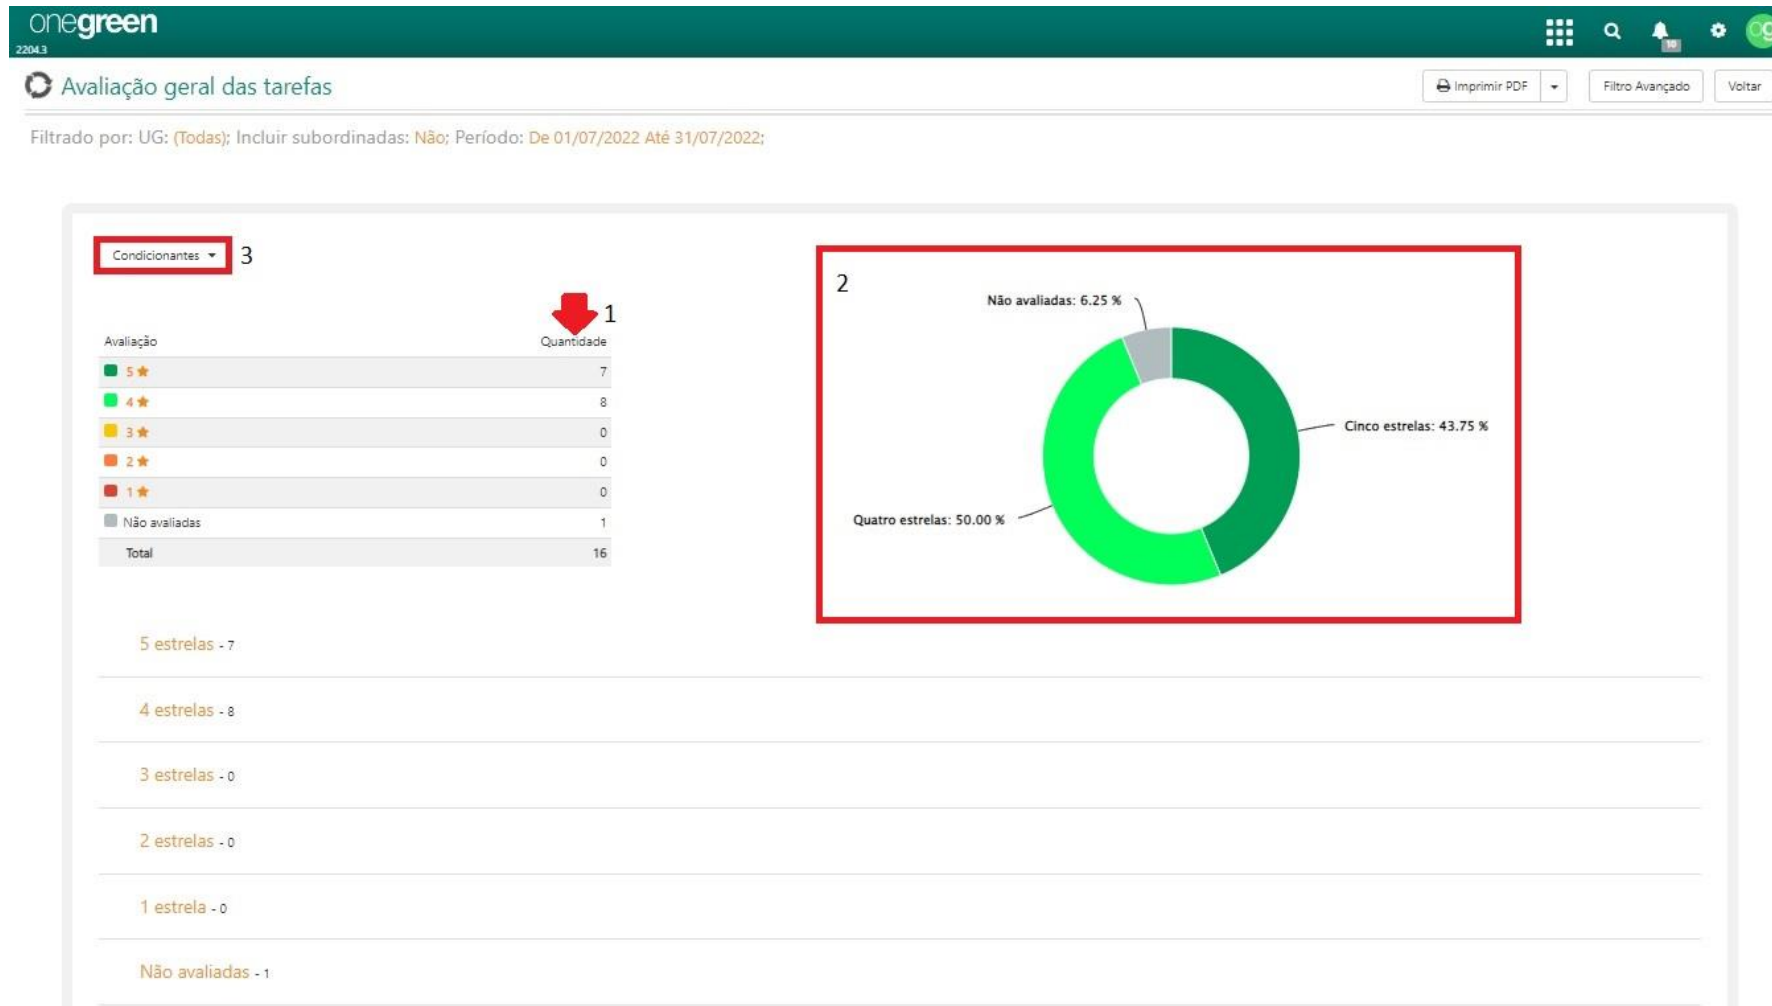 onegreen
2204.3
10
og
Avaliação geral das tarefas
Imprimir PDF
Filtro Avançado
Voltar
Filtrado por: UG: (Todas); Incluir subordinadas: Não; Período: De 01/07/2022 Até 31/07/2022;
Condicionantes
3
1
Avaliação Quantidade
5 7
4 8
3 0
2 0
1 0
Não avaliadas 1
Total 16
2
Não avaliadas: 6.25 %
Cinco estrelas: 43.75 %
Quatro estrelas: 50.00 %
5 estrelas - 7
4 estrelas - 8
3 estrelas - 0
2 estrelas - 0
1 estrela - 0
Não avaliadas - 1